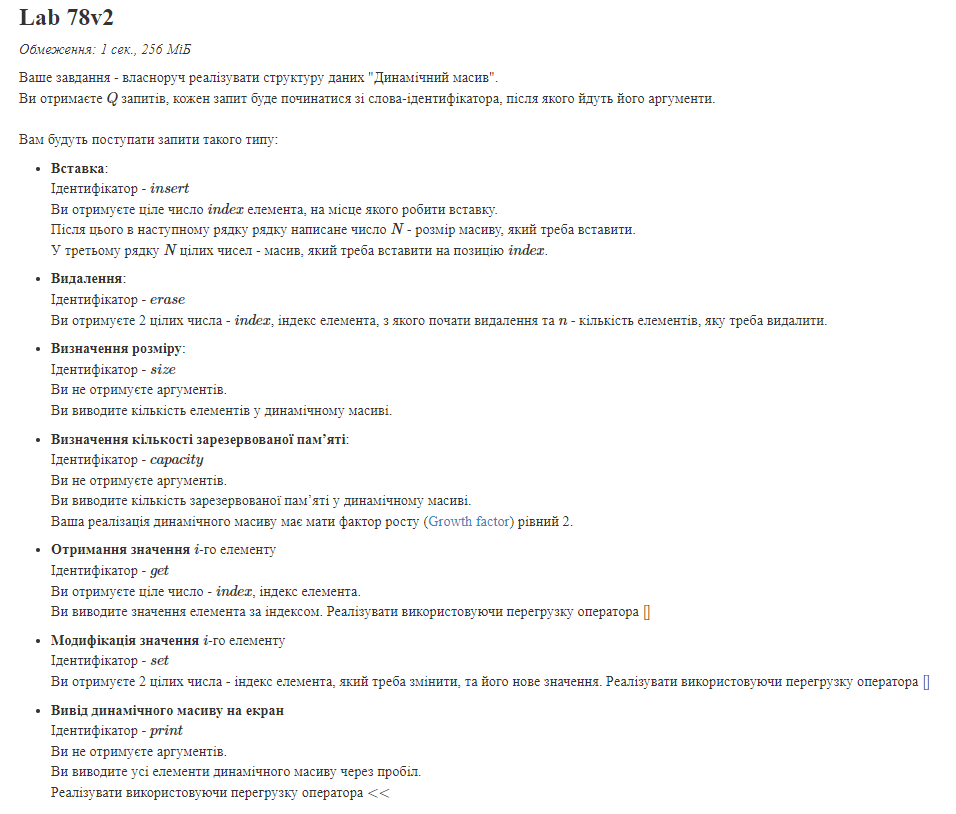 Lab 78v2
Обмеження: 1 сек., 256 МіБ
Ваше завдання - власноруч реалізувати структуру даних "Динамічний масив".
Ви отримаєте Q запитів, кожен запит буде починатися зі слова-ідентифікатора, після якого йдуть його аргументи.
Вам будуть поступати запити такого типу:
• Вставка:
Ідентифікатор - insert
Ви отримуєте ціле число index елемента, на місце якого робити вставку.
Після цього в наступному рядку рядку написане число N - розмір масиву, який треба вставити.
У третьому рядку N цілих чисел - масив, який треба вставити на позицію index.
• Видалення:
Ідентифікатор - erase
Ви отримуєте 2 цілих числа - index, індекс елемента, з якого почати видалення та n - кількість елементів, яку треба видалити.
• Визначення розміру:
Ідентифікатор - size
Ви не отримуєте аргументів.
Ви виводите кількість елементів у динамічному масиві.
• Визначення кількості зарезервованої пам’яті:
Ідентифікатор - capacity
Ви не отримуєте аргументів.
Ви виводите кількість зарезервованої пам’яті у динамічному масиві.
Ваша реалізація динамічного масиву має мати фактор росту (Growth factor) рівний 2.
• Отримання значення i-го елементу
Ідентифікатор - get
Ви отримуєте ціле число - index, індекс елемента.
Ви виводите значення елемента за індексом. Реалізувати використовуючи перегрузку оператора []
• Модифікація значення i-го елементу
Ідентифікатор - set
Ви отримуєте 2 цілих числа - індекс елемента, який треба змінити, та його нове значення. Реалізувати використовуючи перегрузку оператора []
• Вивід динамічного масиву на екран
Ідентифікатор - print
Ви не отримуєте аргументів.
Ви виводите усі елементи динамічного масиву через пробіл.
Реалізувати використовуючи перегрузку оператора <<